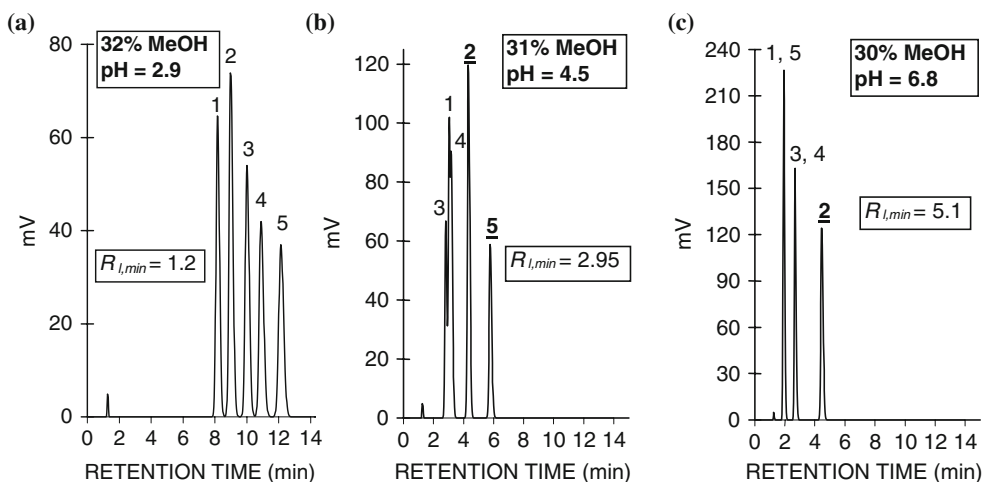 (a)
32% MeOH
pH = 2.9
80
60
40
20
0
mV
1
2
3
4
5
R l,min = 1.2
0 2 4 6 8 10 12 14
RETENTION TIME (min)
(b)
31% MeOH
pH = 4.5
120
100
80
60
40
20
0
mV
2
1
4
3
5
R l,min = 2.95
0 2 4 6 8 10 12 14
RETENTION TIME (min)
(c)
30% MeOH
pH = 6.8
240
210
180
150
120
90
60
30
0
mV
1, 5
3, 4
2
R l,min = 5.1
0 2 4 6 8 10 12 14
RETENTION TIME (min)